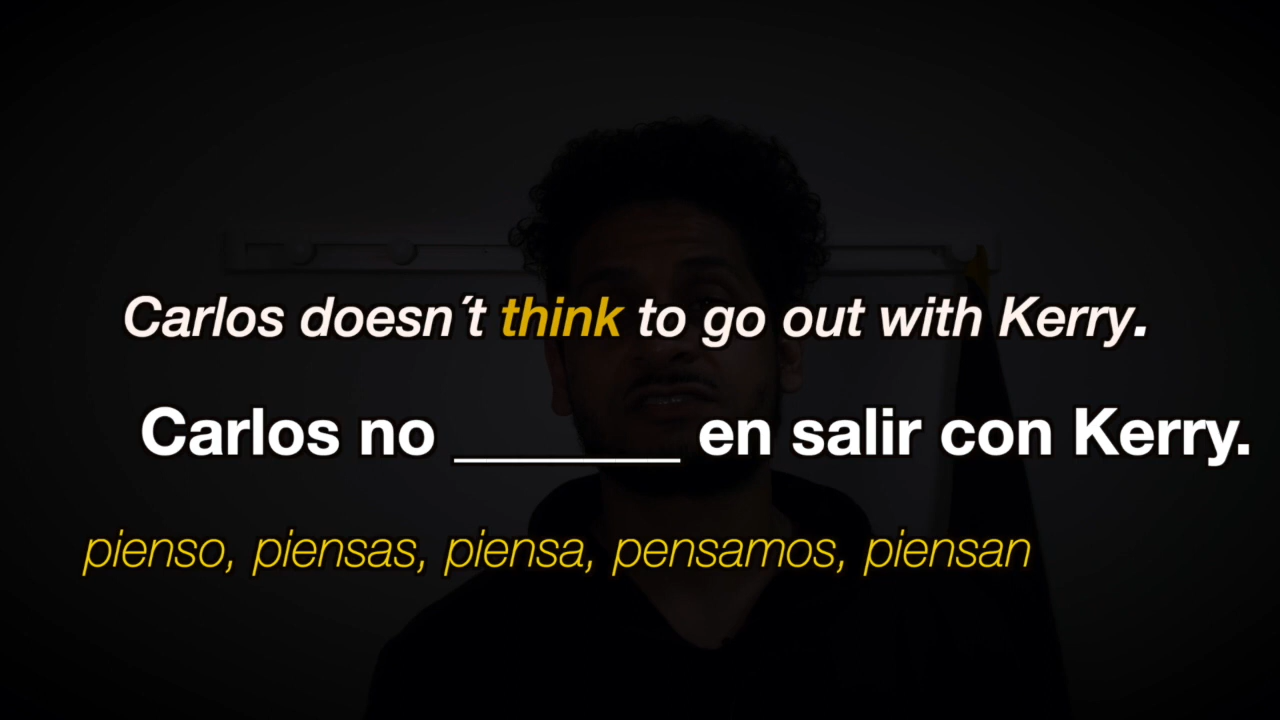 Carlos doesn´t think to go out with Kerry.
Carlos no _______ en salir con Kerry.
pienso, piensas, piensa, pensamos, piensan